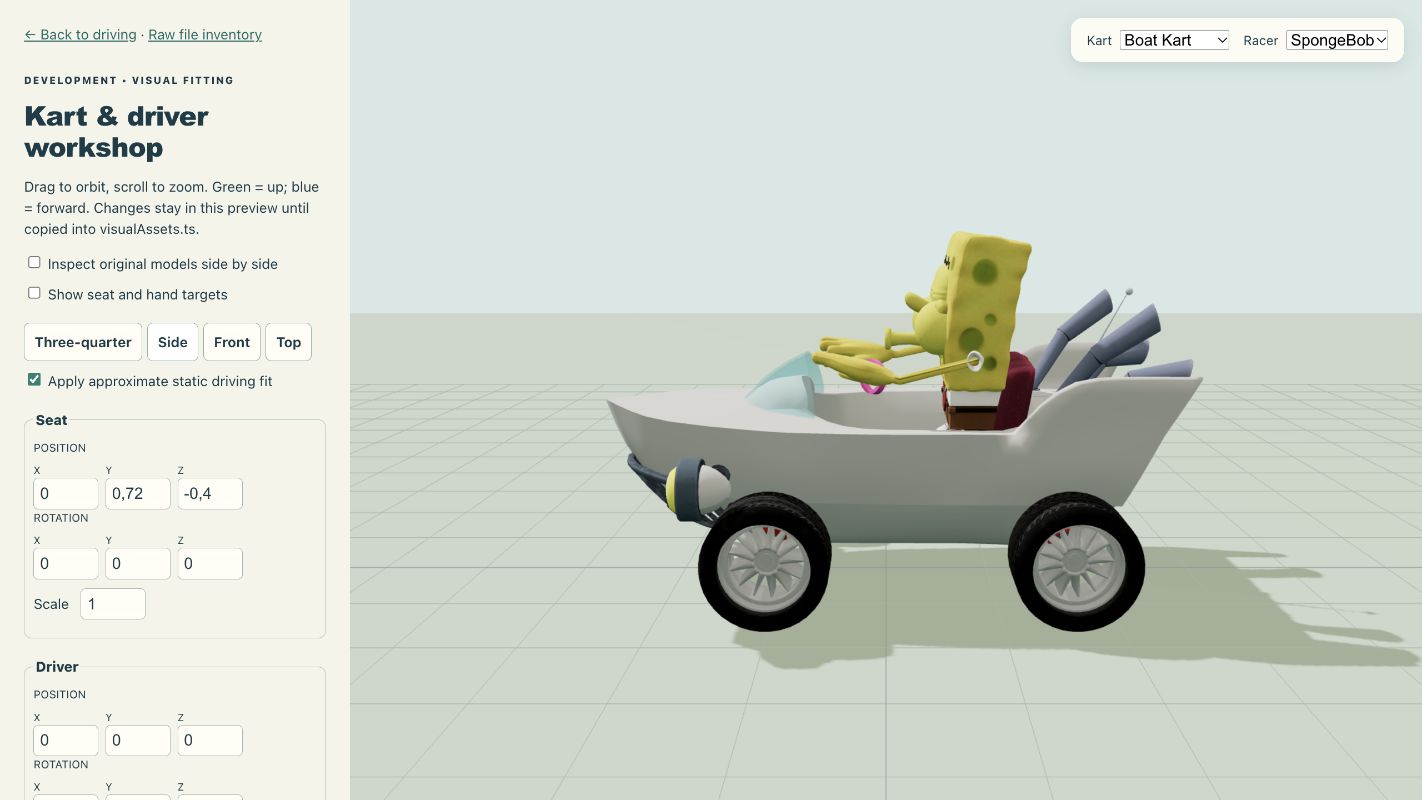 ← Back to driving · Raw file inventory
Kart Boat Kart Racer SpongeBob
DEVELOPMENT • VISUAL FITTING
Kart & driver
workshop
Drag to orbit, scroll to zoom. Green = up; blue
= forward. Changes stay in this preview until
copied into visualAssets.ts.
Inspect original models side by side
Show seat and hand targets
Three-quarter Side Front Top
Apply approximate static driving fit
Seat
POSITION
X Y Z
0 0,72 -0,4
ROTATION
X Y Z
0 0 0
Scale 1
Driver
POSITION
X Y Z
0 0 0
ROTATION
X Y Z